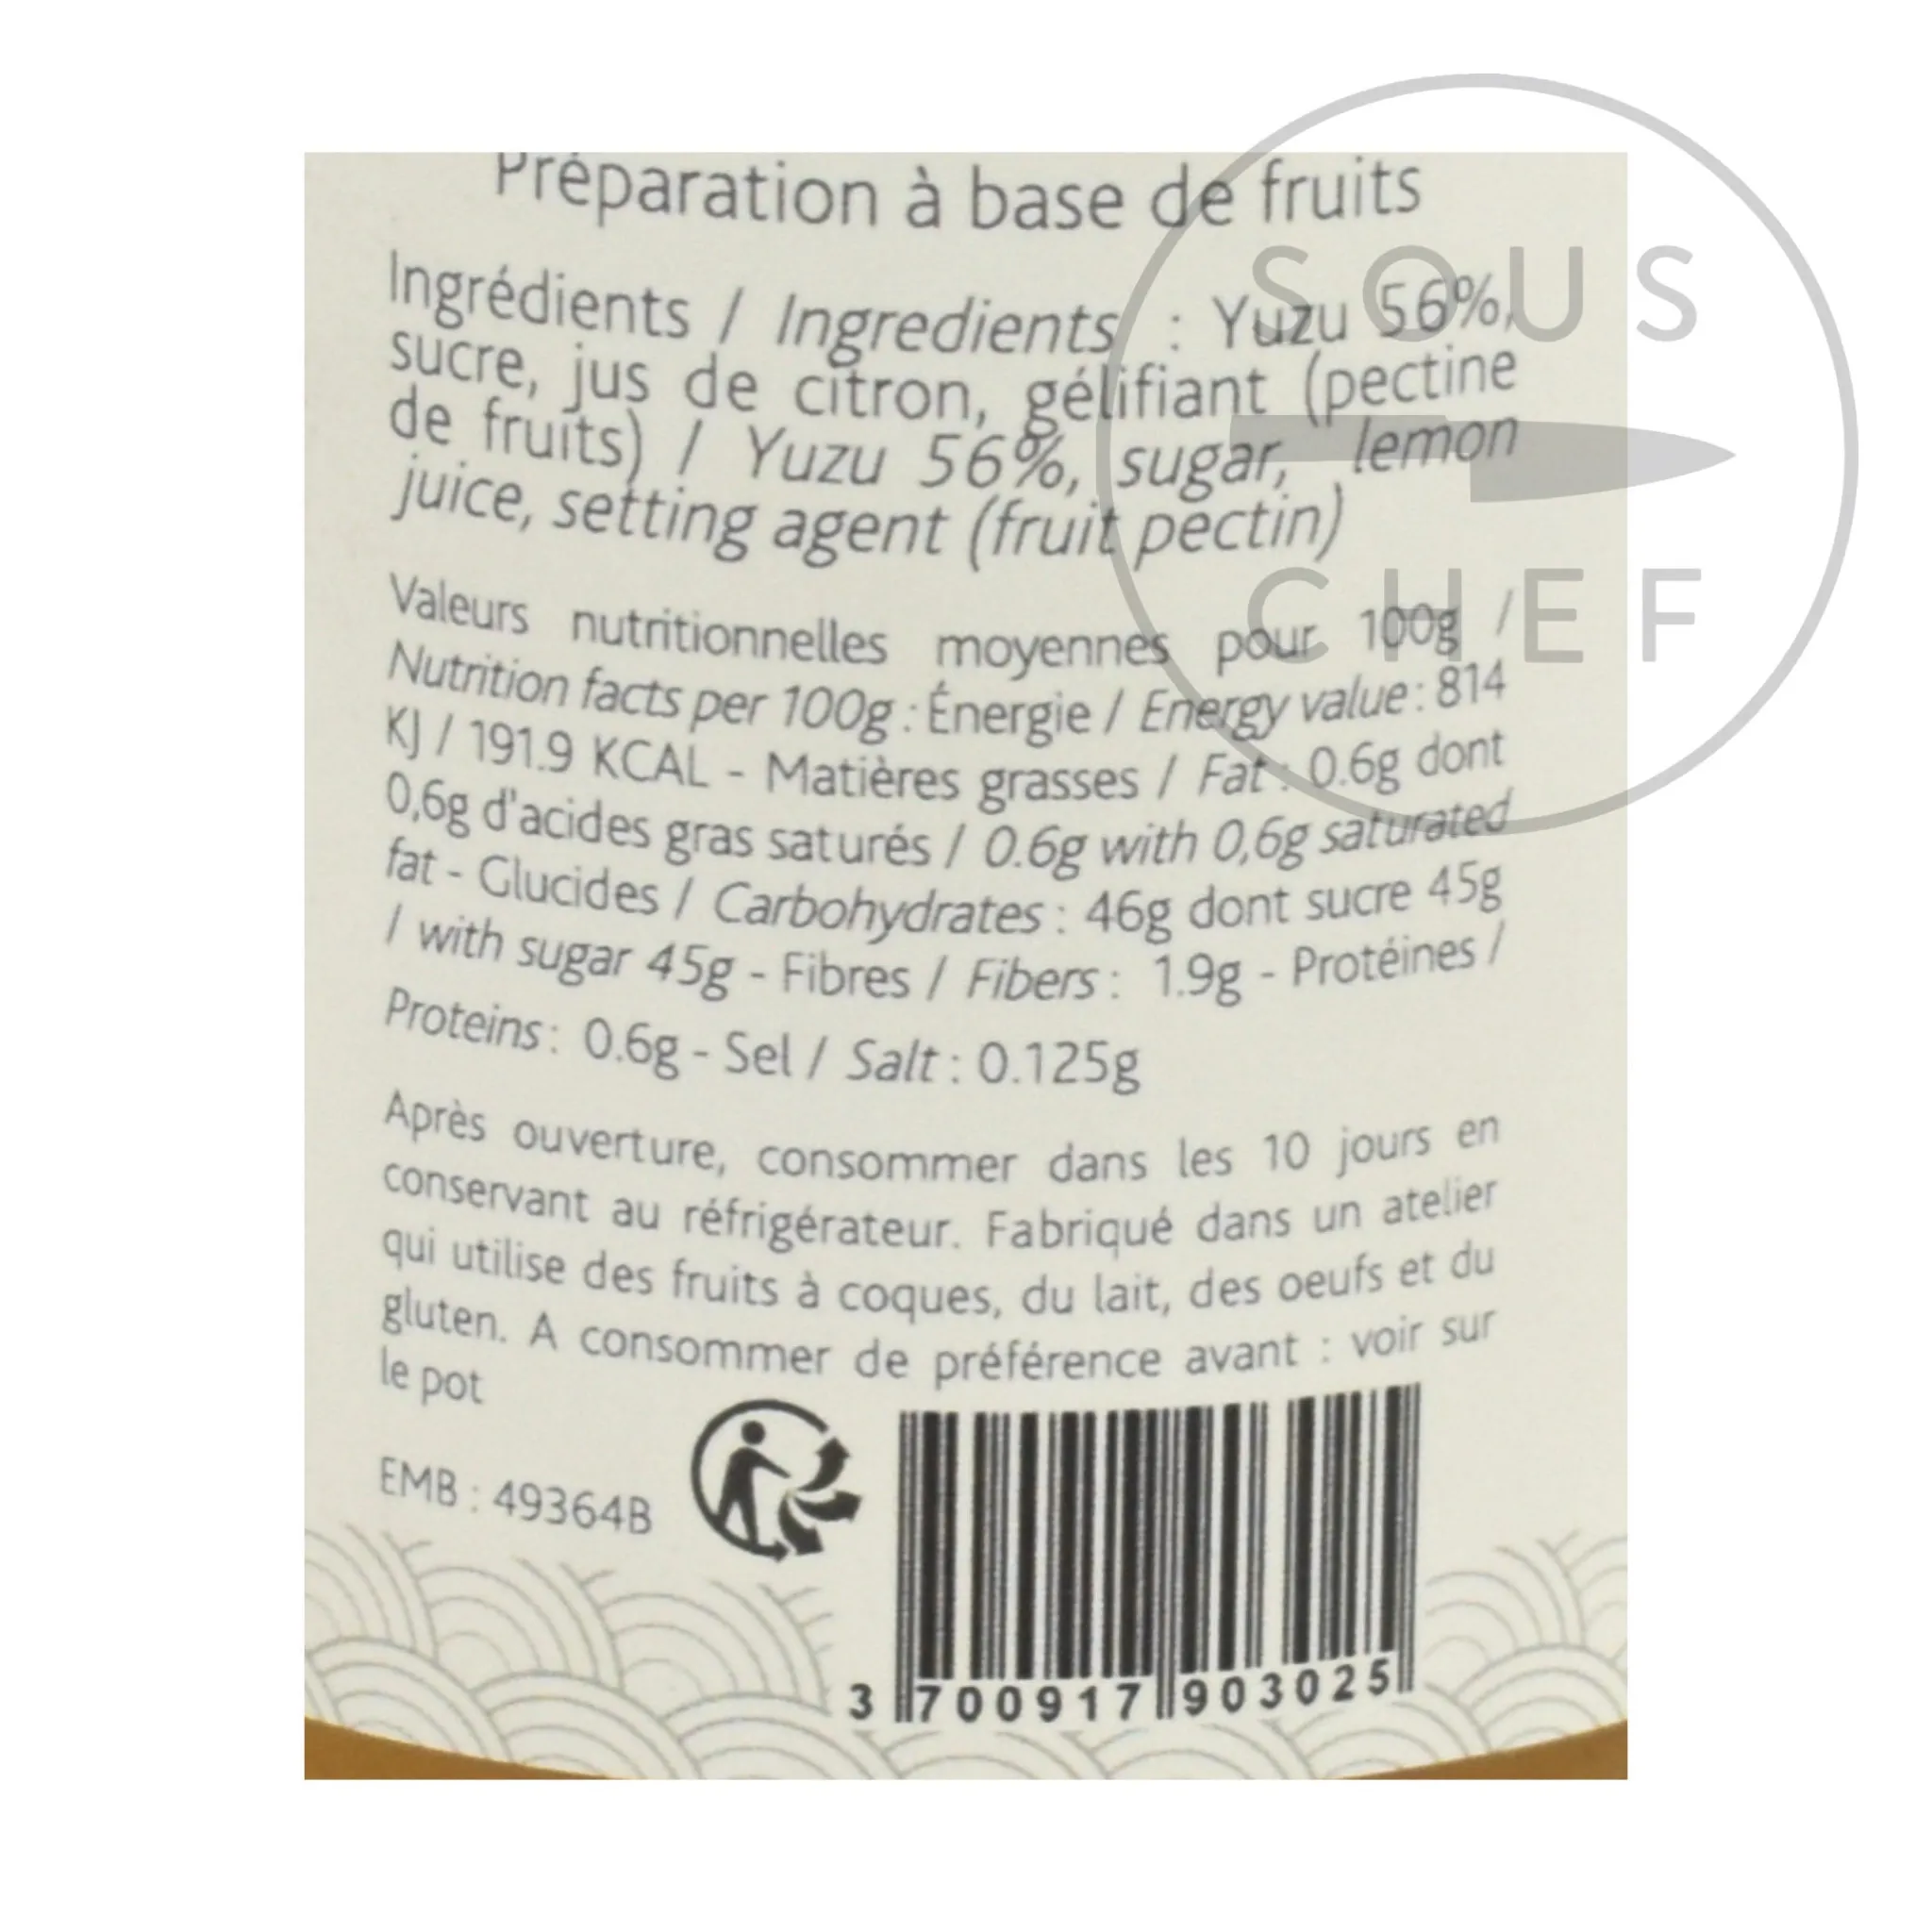 Préparation à base de fruits
SOUS
CHEF
Ingrédients / Ingredients : Yuzu 56%,
sucre, jus de citron, gélifiant (pectine
de fruits) / Yuzu 56%, sugar, lemon
juice, setting agent (fruit pectin)
Valeurs nutritionnelles moyennes pour 100g /
Nutrition facts per 100g : Énergie / Energy value : 814
KJ / 191.9 KCAL - Matières grasses / Fat : 0.6g dont
0,6g d'acides gras saturés / 0.6g with 0,6g saturated
fat - Glucides / Carbohydrates : 46g dont sucre 45g
/ with sugar 45g - Fibres / Fibers : 1.9g - Protéines /
Proteins : 0.6g - Sel / Salt : 0.125g
Après ouverture, consommer dans les 10 jours en
conservant au réfrigérateur. Fabriqué dans un atelier
qui utilise des fruits à coques, du lait, des oeufs et du
gluten. A consommer de préférence avant : voir sur
le pot
EMB : 49364B
3 700917 903025